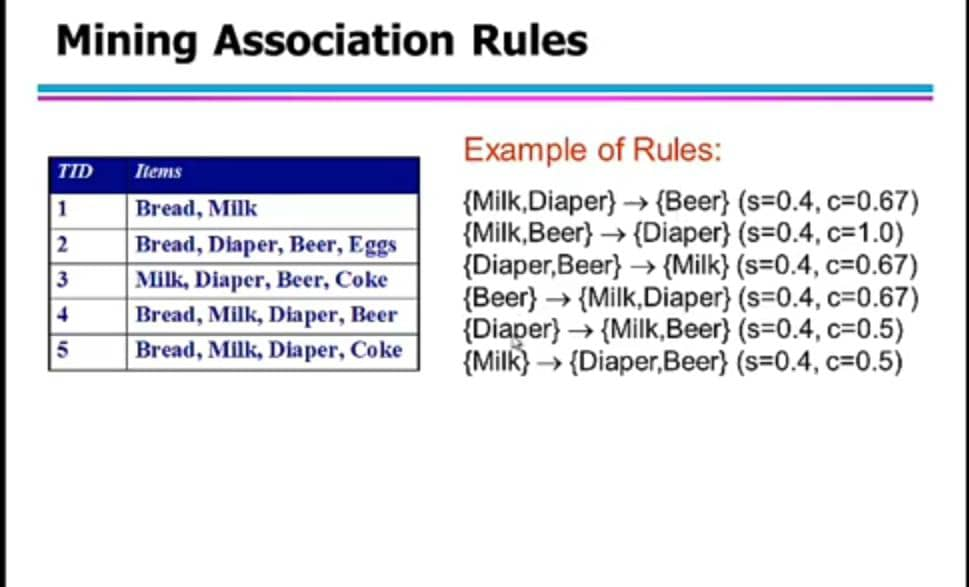 Mining Association Rules
TID Items
1 Bread, Milk
2 Bread, Diaper, Beer, Eggs
3 Milk, Diaper, Beer, Coke
4 Bread, Milk, Diaper, Beer
5 Bread, Milk, Diaper, Coke
Example of Rules:
{Milk,Diaper} → {Beer} (s=0.4, c=0.67)
{Milk,Beer} → {Diaper} (s=0.4, c=1.0)
{Diaper,Beer} → {Milk} (s=0.4, c=0.67)
{Beer} → {Milk,Diaper} (s=0.4, c=0.67)
{Diaper} → {Milk,Beer} (s=0.4, c=0.5)
{Milk} → {Diaper,Beer} (s=0.4, c=0.5)